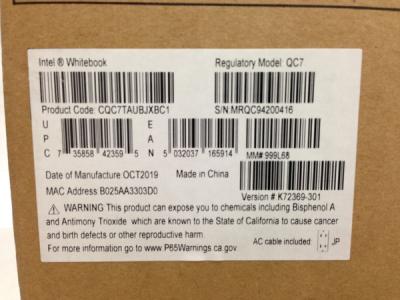 Intel ® Whitebook
Regulatory Model: QC7
Product Code: CQC7TAUBJXBC1
S/N:MRQC94200416
UPC
7 35858 42359 5
EAN
5 032037 165914
MM#:999L68
Date of Manufacture OCT2019
Made in China
MAC Address B025AA3303D0
Version # K72369-301
⚠ WARNING This product can expose you to chemicals including Bisphenol A
and Antimony Trioxide which are known to the State of California to cause cancer
and birth defects or other reproductive harm.
For more information go to www.P65Warnings.ca.gov.
AC cable included: JP